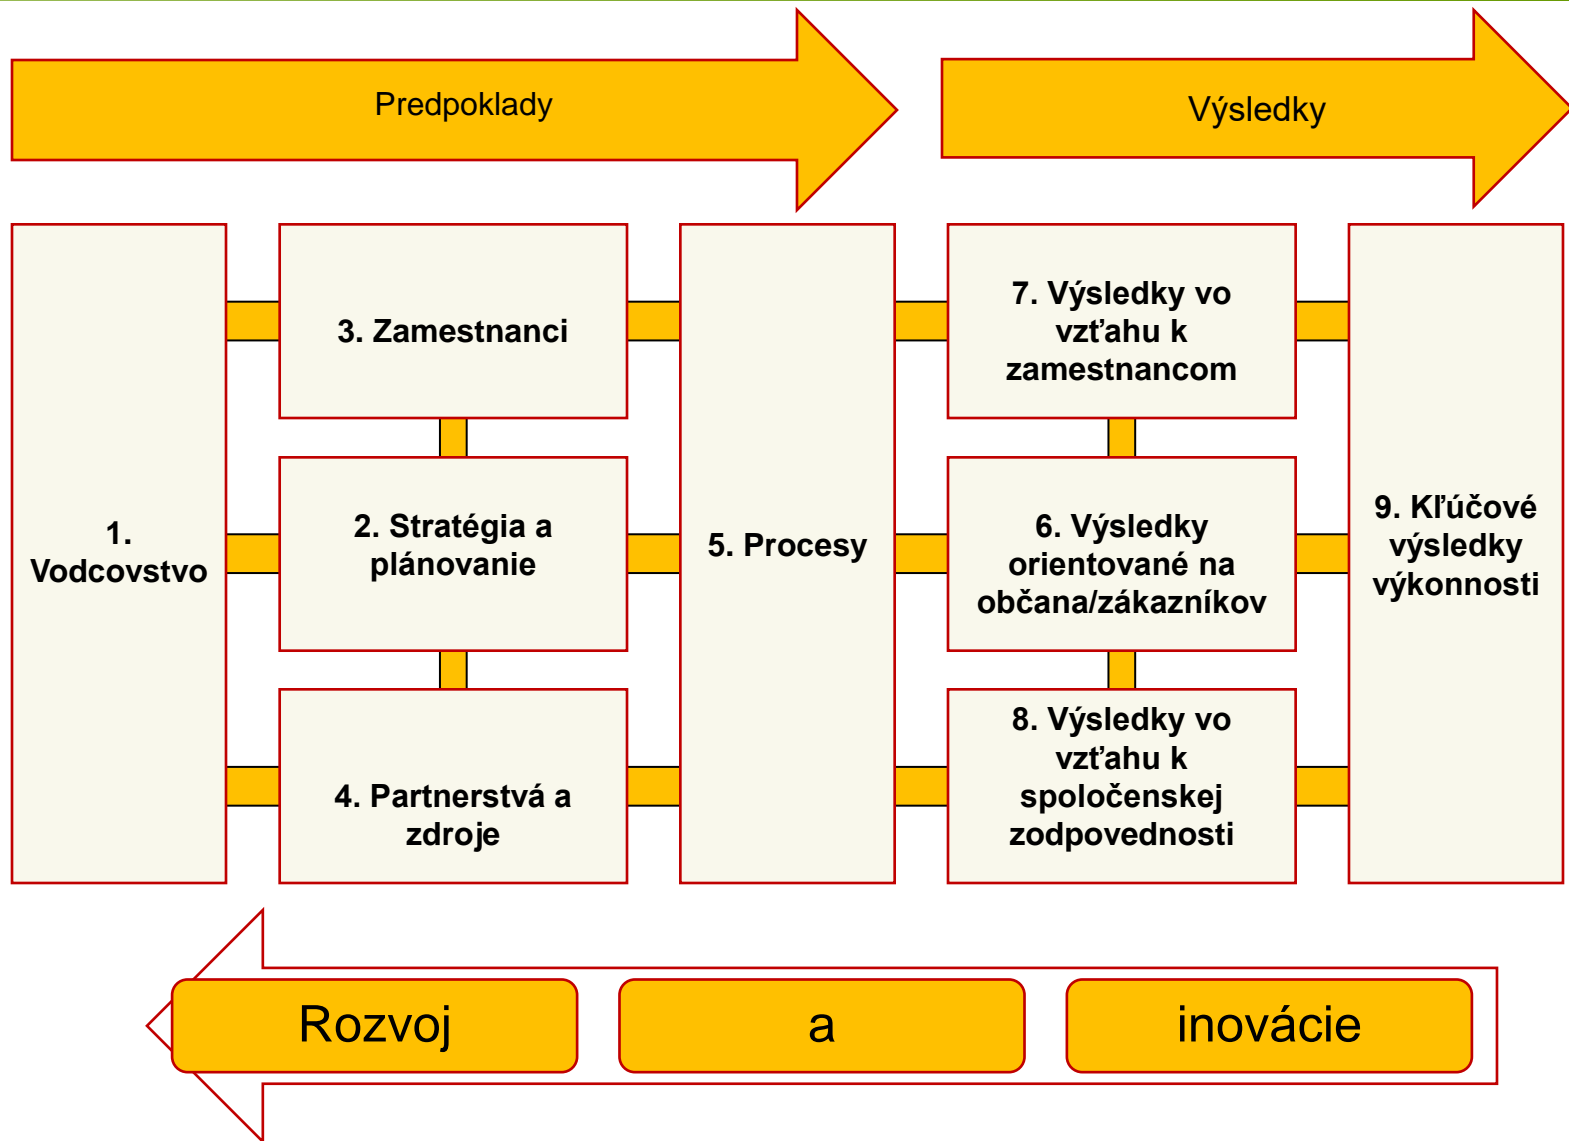 Predpoklady
Výsledky
1.
Vodcovstvo
3. Zamestnanci
2. Stratégia a
plánovanie
4. Partnerstvá a
zdroje
5. Procesy
7. Výsledky vo
vzťahu k
zamestnancom
6. Výsledky
orientované na
občana/zákazníkov
8. Výsledky vo
vzťahu k
spoločenskej
zodpovednosti
9. Kľúčové
výsledky
výkonnosti
Rozvoj
a
inovácie